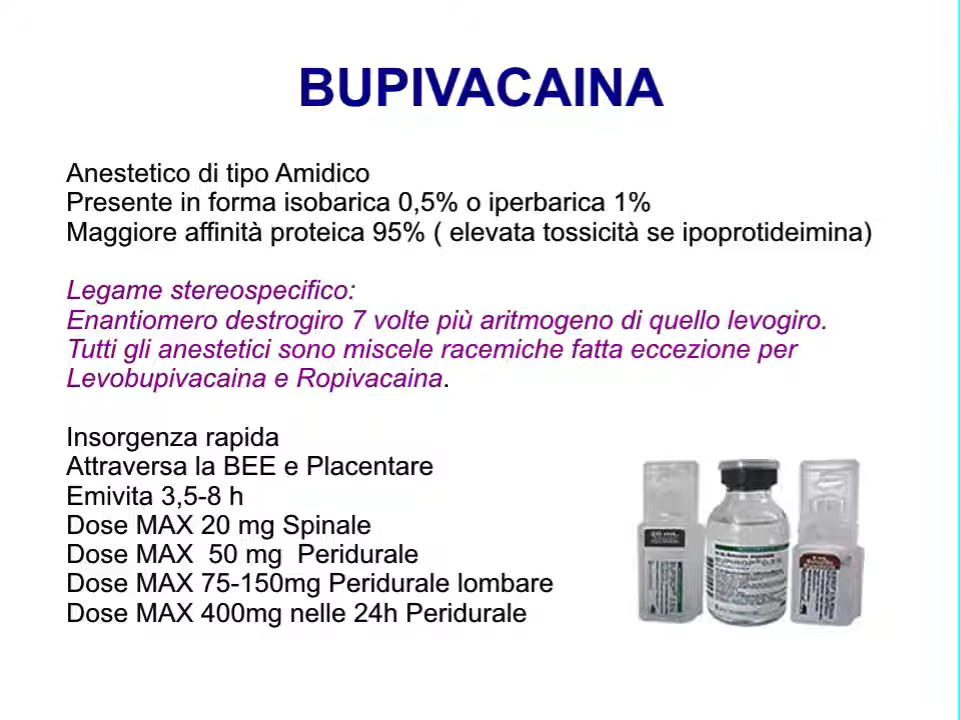 BUPIVACAINA
Anestetico di tipo Amidico
Presente in forma isobarica 0,5% o iperbarica 1%
Maggiore affinità proteica 95% ( elevata tossicità se ipoprotideimina)
Legame stereospecifico:
Enantiomero destrogiro 7 volte più aritmogeno di quello levogiro.
Tutti gli anestetici sono miscele racemiche fatta eccezione per
Levobupivacaina e Ropivacaina.
Insorgenza rapida
Attraversa la BEE e Placentare
Emivita 3,5-8 h
Dose MAX 20 mg Spinale
Dose MAX  50 mg  Peridurale
Dose MAX 75-150mg Peridurale lombare
Dose MAX 400mg nelle 24h Peridurale
20 mL